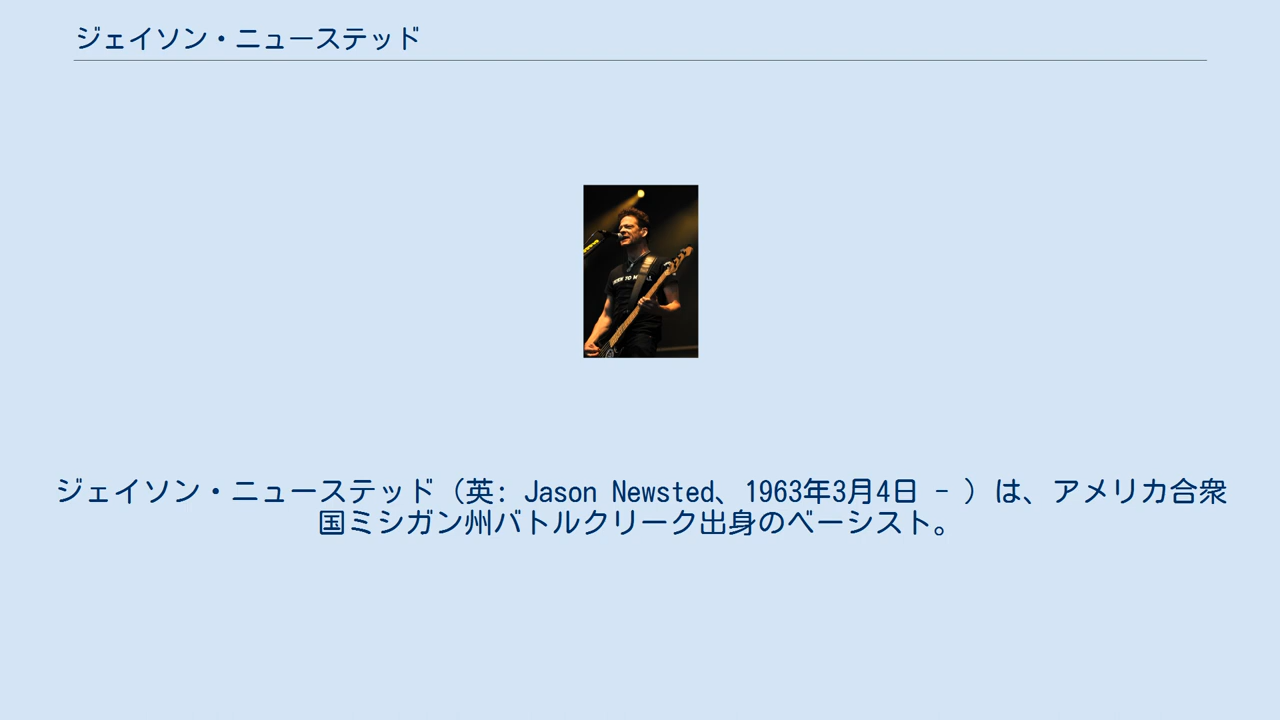 ジェイソン・ニューステッド
ジェイソン・ニューステッド（英: Jason Newsted、1963年3月4日 - ）は、アメリカ合衆
国ミシガン州バトルクリーク出身のベーシスト。